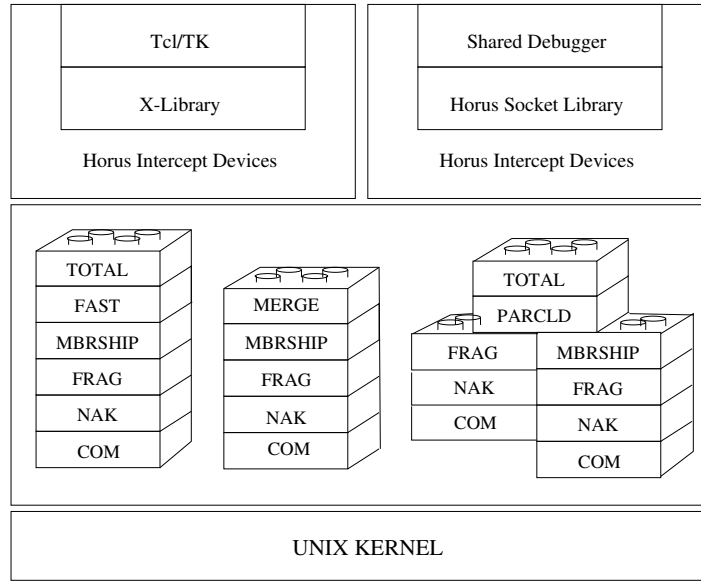 Tcl/TK
X-Library
Horus Intercept Devices
Shared Debugger
Horus Socket Library
Horus Intercept Devices
TOTAL
FAST
MBRSHIP
FRAG
NAK
COM
MERGE
MBRSHIP
FRAG
NAK
COM
TOTAL
PARCLD
FRAG
NAK
COM
MBRSHIP
FRAG
NAK
COM
UNIX KERNEL